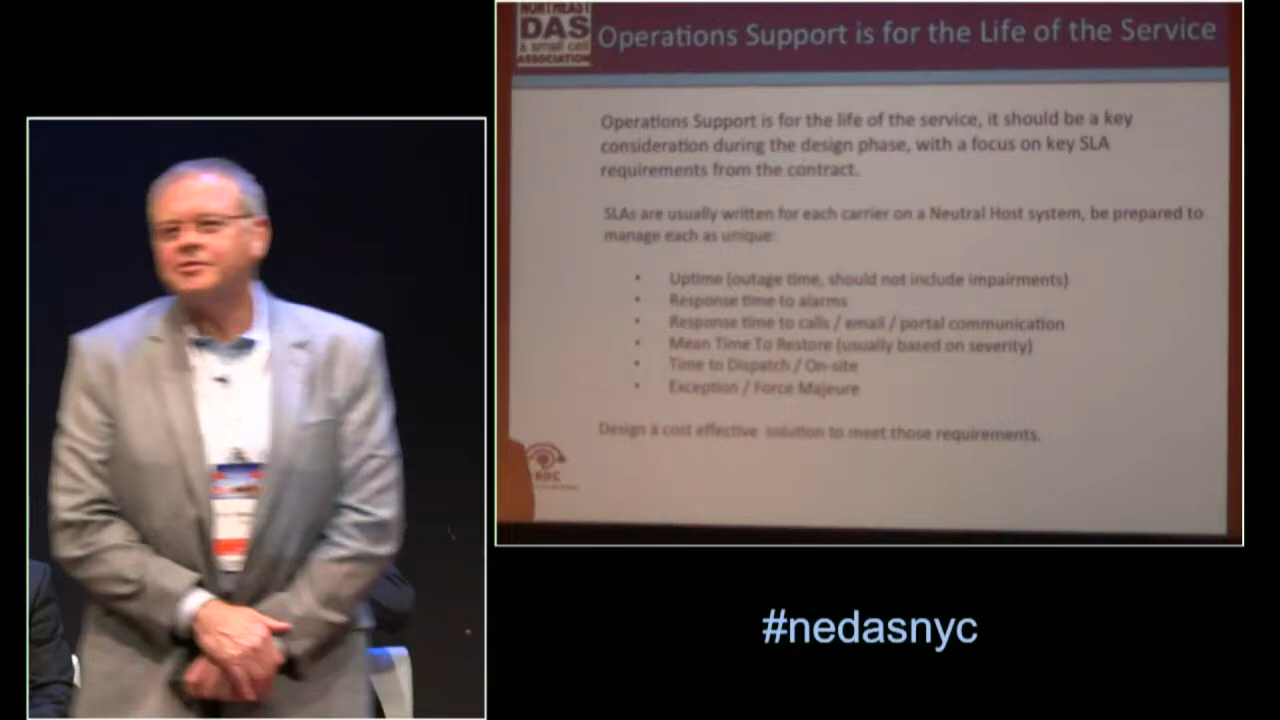 NORTHEAST
DAS
& small cell
ASSOCIATION
Operations Support is for the Life of the Service
Operations Support is for the life of the service, it should be a key
consideration during the design phase, with a focus on key SLA
requirements from the contract.
SLAs are usually written for each carrier on a Neutral Host system, be prepared to
manage each as unique:
• Uptime (outage time, should not include impairments)
• Response time to alarms
• Response time to calls / email / portal communication
• Mean Time To Restore (usually based on severity)
• Time to Dispatch / On-site
• Exception / Force Majeure
Design a cost effective solution to meet those requirements.
#nedasnyc